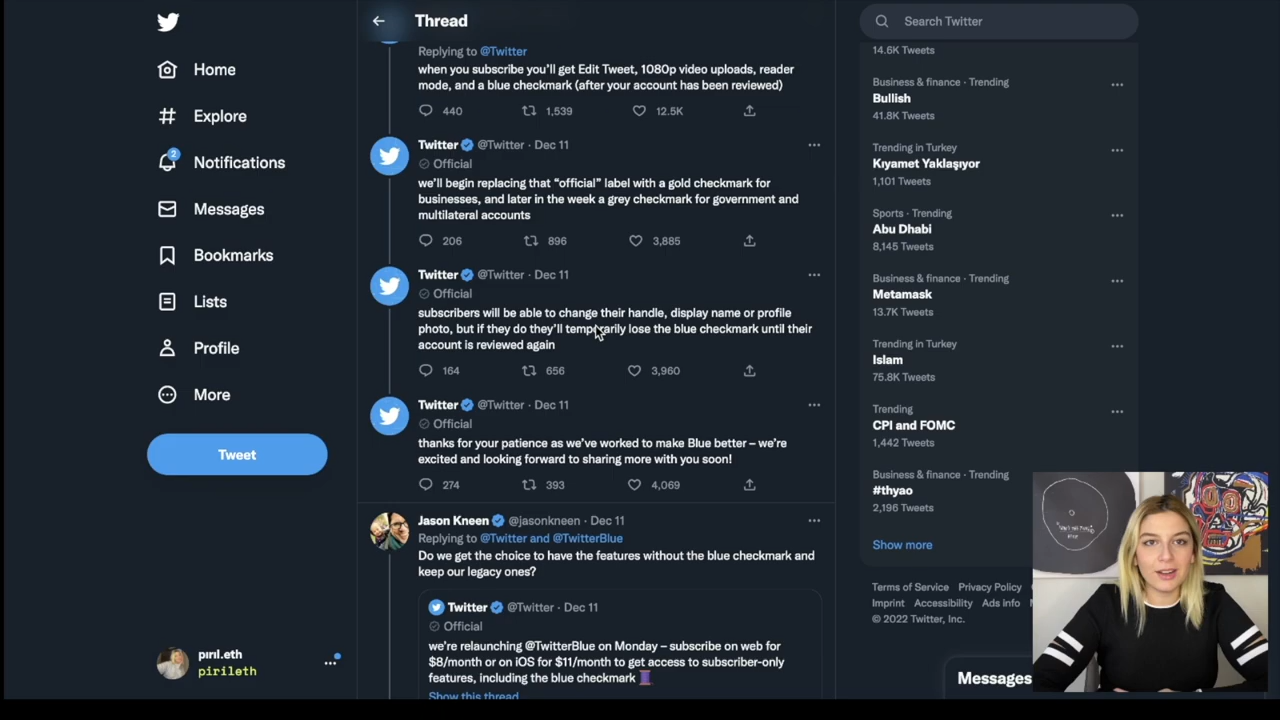 Home
Explore
2
Notifications
Messages
Bookmarks
Lists
Profile
More
Tweet
pırıl.eth
pirileth
Thread
Replying to @Twitter
when you subscribe you'll get Edit Tweet, 1080p video uploads, reader
mode, and a blue checkmark (after your account has been reviewed)
440 1,539 12.5K
Twitter @Twitter · Dec 11
Official
we'll begin replacing that “official” label with a gold checkmark for
businesses, and later in the week a grey checkmark for government and
multilateral accounts
206 896 3,885
Twitter @Twitter · Dec 11
Official
subscribers will be able to change their handle, display name or profile
photo, but if they do they'll temporarily lose the blue checkmark until their
account is reviewed again
164 656 3,960
Twitter @Twitter · Dec 11
Official
thanks for your patience as we've worked to make Blue better – we're
excited and looking forward to sharing more with you soon!
274 393 4,069
Jason Kneen @jasonkneen · Dec 11
Replying to @Twitter and @TwitterBlue
Do we get the choice to have the features without the blue checkmark and
keep our legacy ones?
Twitter @Twitter · Dec 11
Official
we're relaunching @TwitterBlue on Monday – subscribe on web for
$8/month or on iOS for $11/month to get access to subscriber-only
features, including the blue checkmark
Show this thread
Search Twitter
14.6K Tweets
Business & finance · Trending
Bullish
41.8K Tweets
Trending in Turkey
Kıyamet Yaklaşıyor
1,101 Tweets
Sports · Trending
Abu Dhabi
8,145 Tweets
Business & finance · Trending
Metamask
13.7K Tweets
Trending in Turkey
Islam
75.8K Tweets
Trending
CPI and FOMC
1,442 Tweets
Business & finance · Trending
#thyao
2,196 Tweets
Show more
Terms of Service Privacy Policy
Imprint Accessibility Ads info
© 2022 Twitter, Inc.
Messages